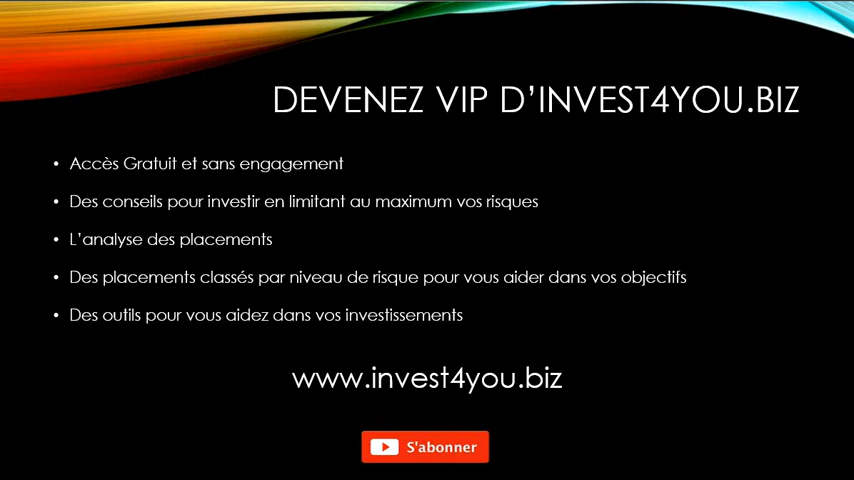 DEVENEZ VIP D'INVEST4YOU.BIZ
• Accès Gratuit et sans engagement
• Des conseils pour investir en limitant au maximum vos risques
• L'analyse des placements
• Des placements classés par niveau de risque pour vous aider dans vos objectifs
• Des outils pour vous aidez dans vos investissements
www.invest4you.biz
S'abonner